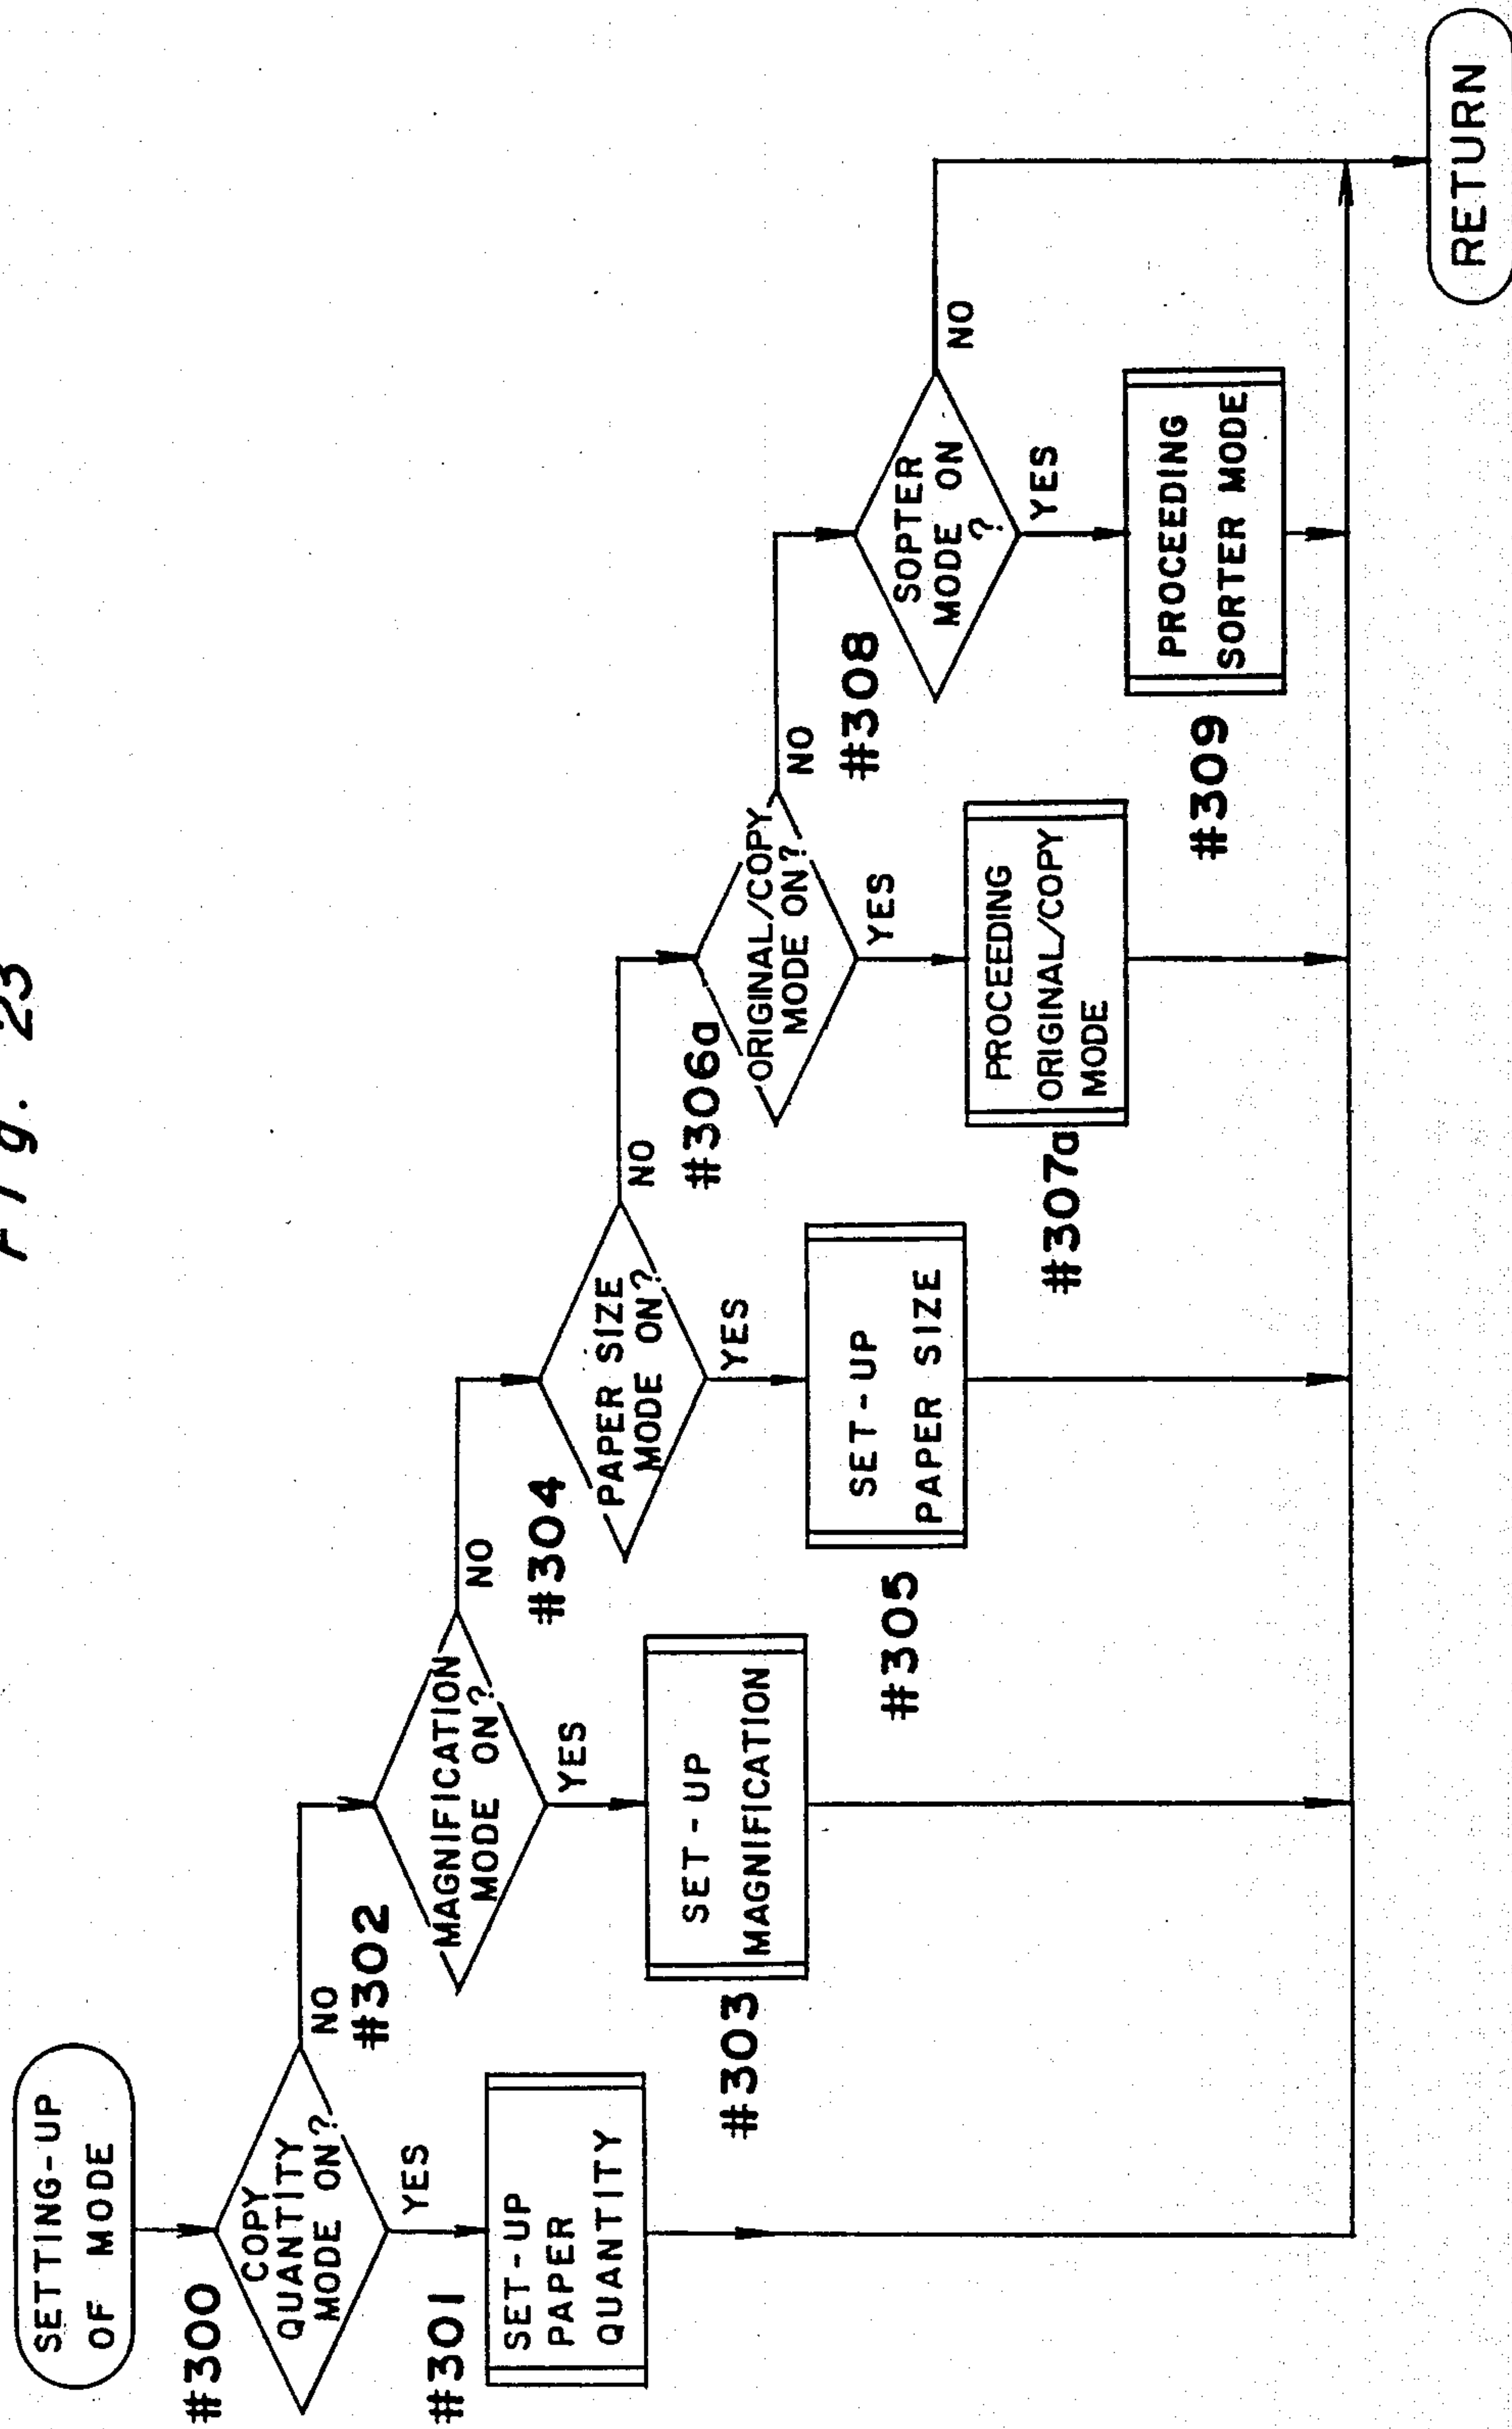 Fig. 23
SETTING-UP
OF MODE
#300
COPY
QUANTITY
MODE ON?
NO
YES
#301
SET-UP
PAPER
QUANTITY
#302
MAGNIFICATION
MODE ON?
NO
YES
#303
SET-UP
MAGNIFICATION
#304
PAPER SIZE
MODE ON?
NO
YES
#305
SET-UP
PAPER SIZE
#306a
ORIGINAL/COPY
MODE ON?
NO
YES
#307a
PROCEEDING
ORIGINAL/COPY
MODE
#308
SOPTER
MODE ON
?
NO
YES
#309
PROCEEDING
SORTER MODE
RETURN